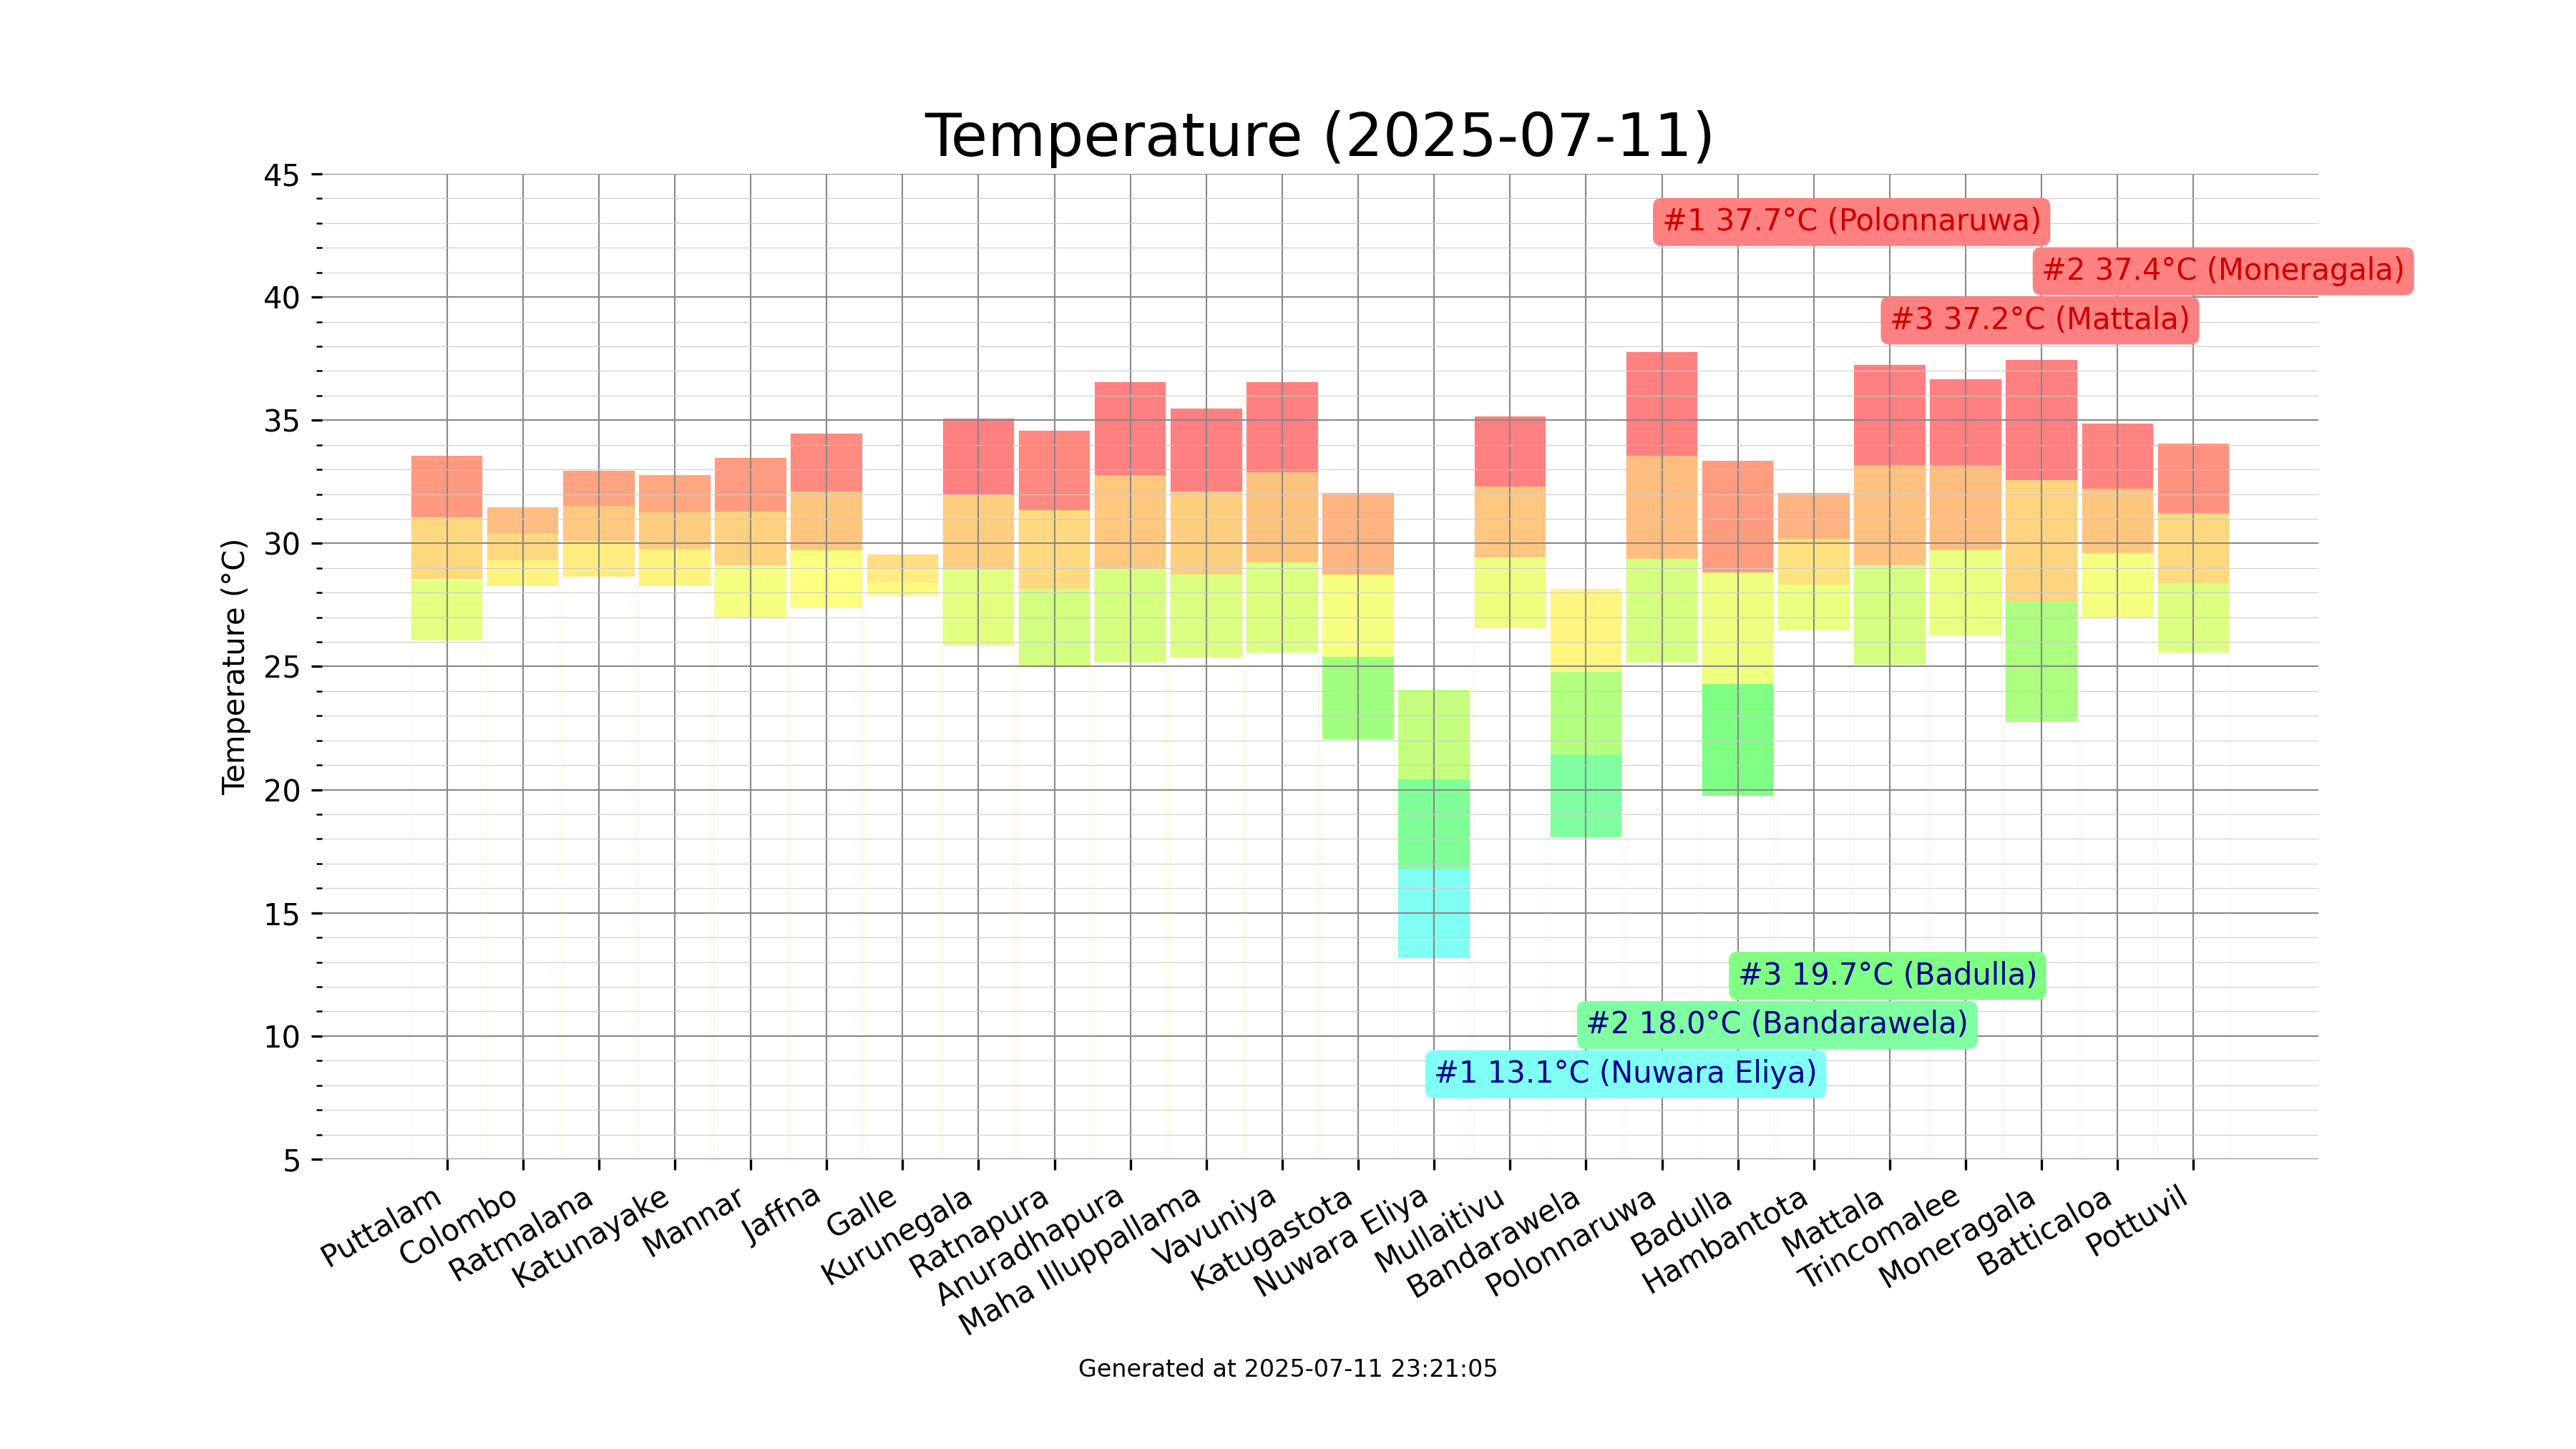 Temperature (2025-07-11)
45
40
35
30
25
20
15
10
5
Temperature (°C)
#1 37.7°C (Polonnaruwa)
#2 37.4°C (Moneragala)
#3 37.2°C (Mattala)
#3 19.7°C (Badulla)
#2 18.0°C (Bandarawela)
#1 13.1°C (Nuwara Eliya)
Puttalam
Colombo
Ratmalana
Katunayake
Mannar
Jaffna
Galle
Kurunegala
Ratnapura
Anuradhapura
Maha Illuppallama
Vavuniya
Katugastota
Nuwara Eliya
Mullaitivu
Bandarawela
Polonnaruwa
Badulla
Hambantota
Mattala
Trincomalee
Moneragala
Batticaloa
Pottuvil
Generated at 2025-07-11 23:21:05